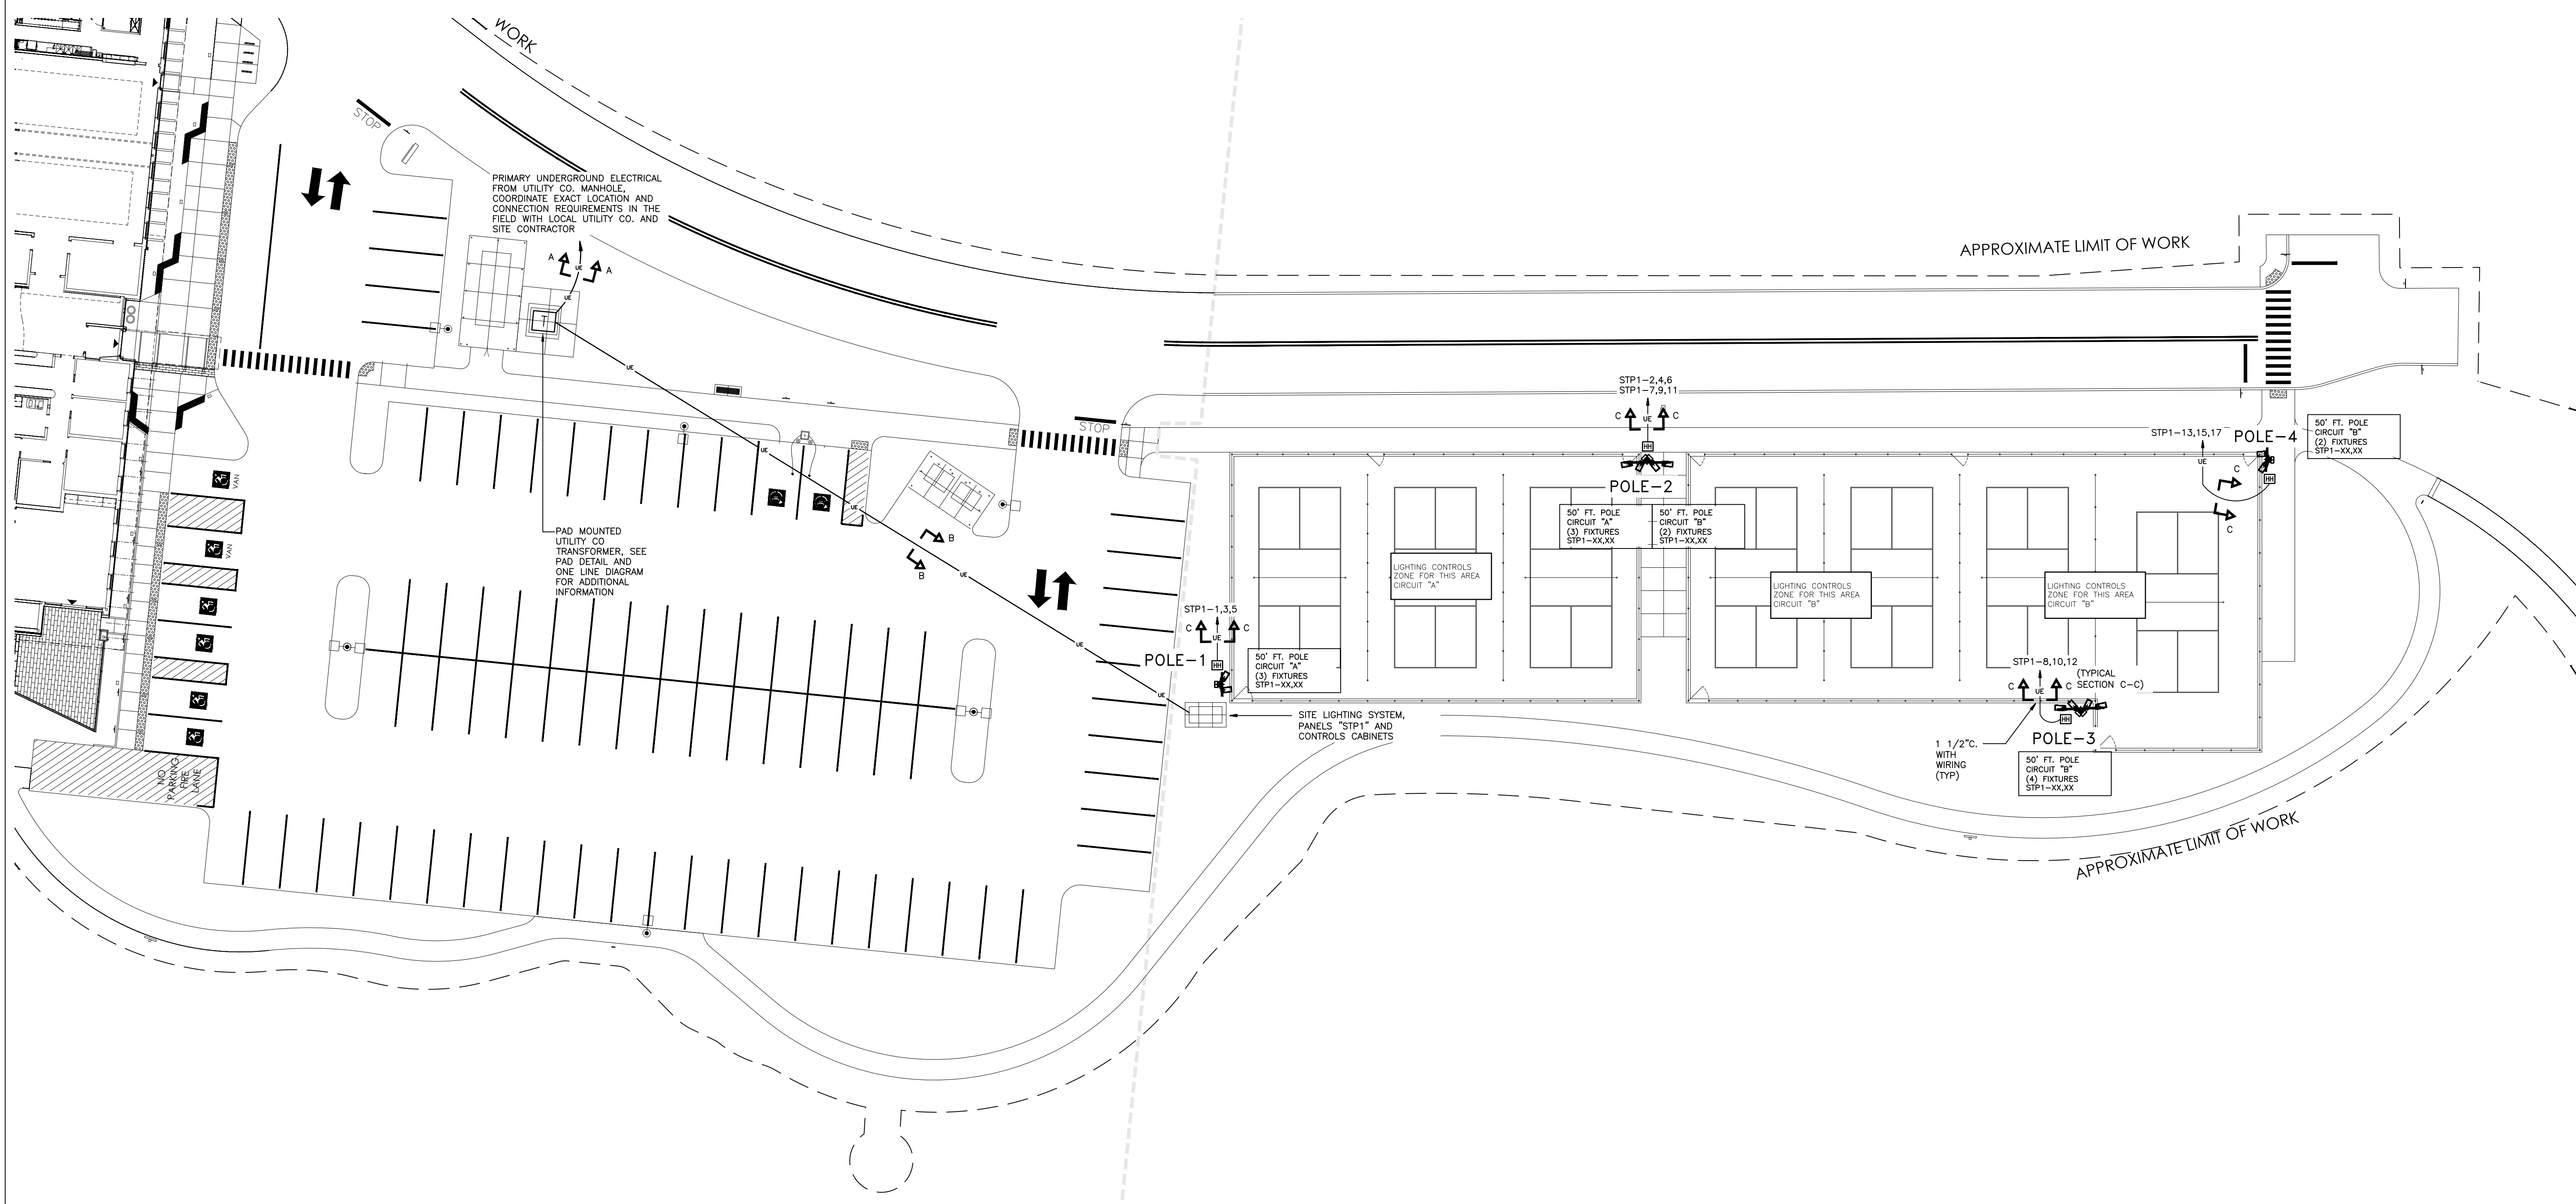 WORK
STOP
PRIMARY UNDERGROUND ELECTRICAL
FROM UTILITY CO. MANHOLE,
COORDINATE EXACT LOCATION AND
CONNECTION REQUIREMENTS IN THE
FIELD WITH LOCAL UTILITY CO. AND
SITE CONTRACTOR
A
A
UE
UE
T
UE
APPROXIMATE LIMIT OF WORK
STP1-2,4,6
STP1-7,9,11
C
UE
C
HH
POLE-2
50' FT. POLE
CIRCUIT "A"
(3) FIXTURES
STP1-XX,XX
50' FT. POLE
CIRCUIT "B"
(2) FIXTURES
STP1-XX,XX
STP1-13,15,17
POLE-4
50' FT. POLE
CIRCUIT "B"
(2) FIXTURES
STP1-XX,XX
UE
HH
C
C
STOP
UE
UE
VAN
VAN
PAD MOUNTED
UTILITY CO
TRANSFORMER, SEE
PAD DETAIL AND
ONE LINE DIAGRAM
FOR ADDITIONAL
INFORMATION
B
B
UE
UE
UE
LIGHTING CONTROLS
ZONE FOR THIS AREA
CIRCUIT "A"
LIGHTING CONTROLS
ZONE FOR THIS AREA
CIRCUIT "B"
LIGHTING CONTROLS
ZONE FOR THIS AREA
CIRCUIT "B"
STP1-1,3,5
C
UE
C
HH
POLE-1
50' FT. POLE
CIRCUIT "A"
(3) FIXTURES
STP1-XX,XX
SITE LIGHTING SYSTEM,
PANELS "STP1" AND
CONTROLS CABINETS
STP1-8,10,12
(TYPICAL
SECTION C-C)
C
UE
C
HH
POLE-3
1 1/2"C.
WITH
WIRING
(TYP)
50' FT. POLE
CIRCUIT "B"
(4) FIXTURES
STP1-XX,XX
NO
PARKING
FIRE
LANE
APPROXIMATE LIMIT OF WORK